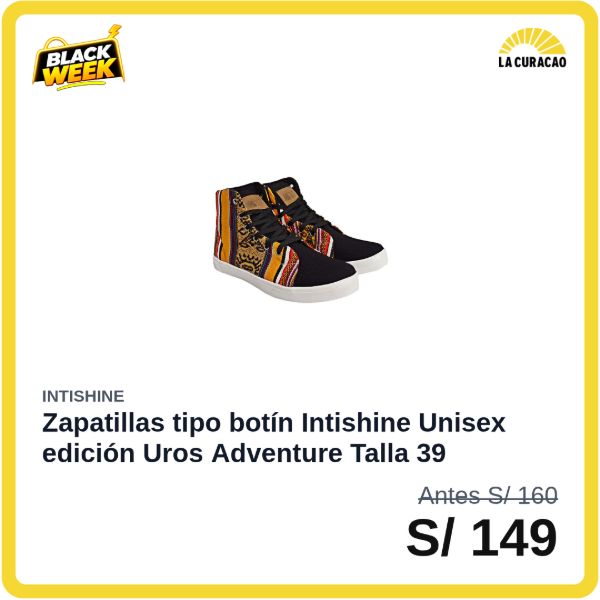 BLACK
WEEK
LA CURACAO
INTISHINE
Zapatillas tipo botín Intishine Unisex
edición Uros Adventure Talla 39
Antes S/ 160
S/ 149